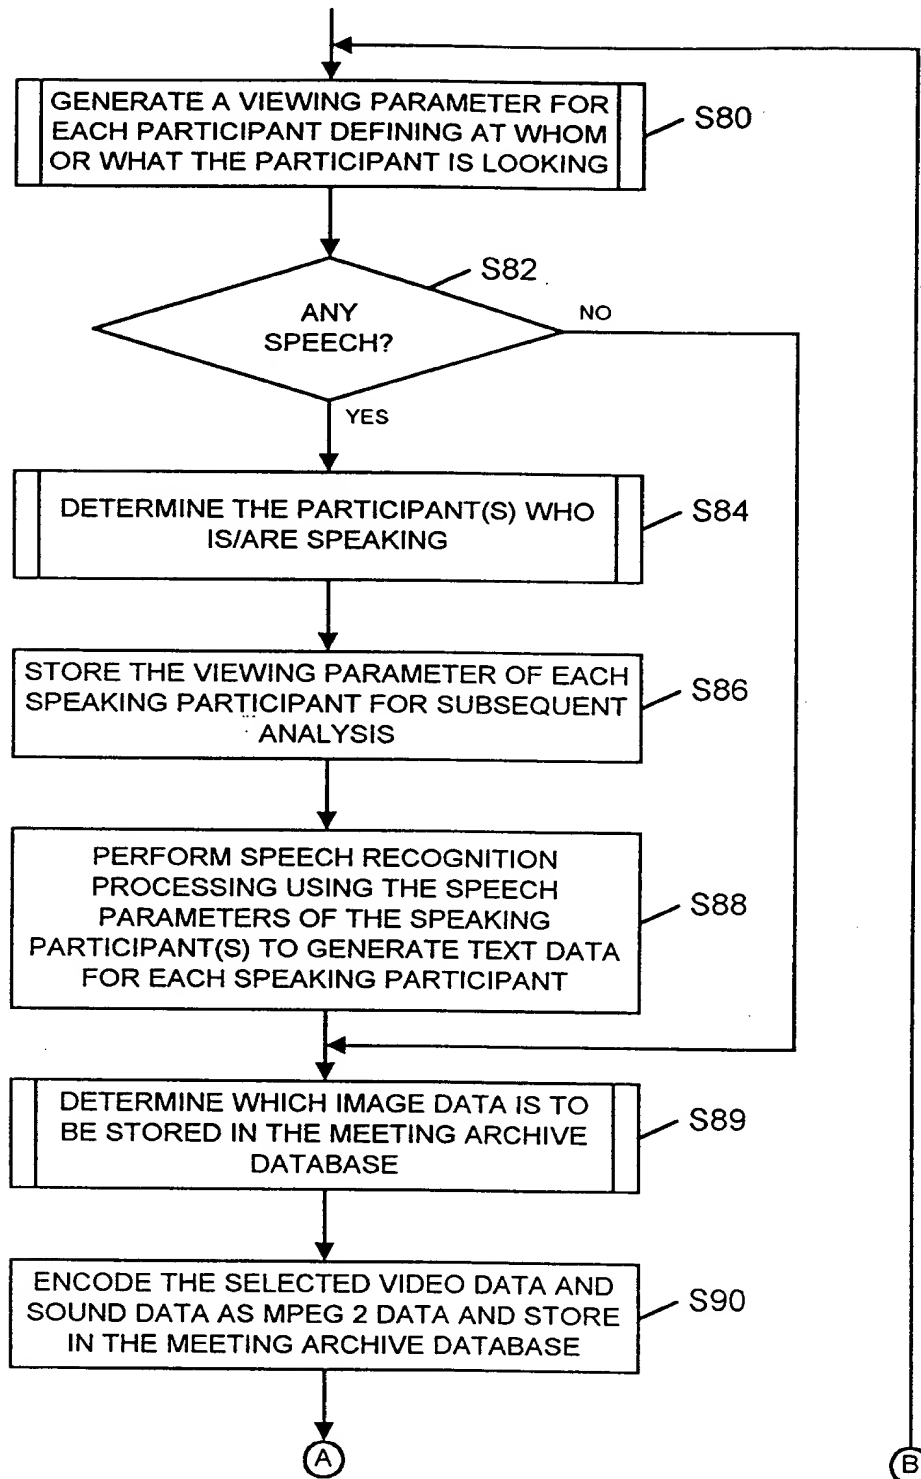 GENERATE A VIEWING PARAMETER FOR
EACH PARTICIPANT DEFINING AT WHOM
OR WHAT THE PARTICIPANT IS LOOKING
S80
S82
ANY
SPEECH?
NO
YES
DETERMINE THE PARTICIPANT(S) WHO
IS/ARE SPEAKING
S84
STORE THE VIEWING PARAMETER OF EACH
SPEAKING PARTICIPANT FOR SUBSEQUENT
ANALYSIS
S86
PERFORM SPEECH RECOGNITION
PROCESSING USING THE SPEECH
PARAMETERS OF THE SPEAKING
PARTICIPANT(S) TO GENERATE TEXT DATA
FOR EACH SPEAKING PARTICIPANT
S88
DETERMINE WHICH IMAGE DATA IS TO
BE STORED IN THE MEETING ARCHIVE
DATABASE
S89
ENCODE THE SELECTED VIDEO DATA AND
SOUND DATA AS MPEG 2 DATA AND STORE
IN THE MEETING ARCHIVE DATABASE
S90
A
B